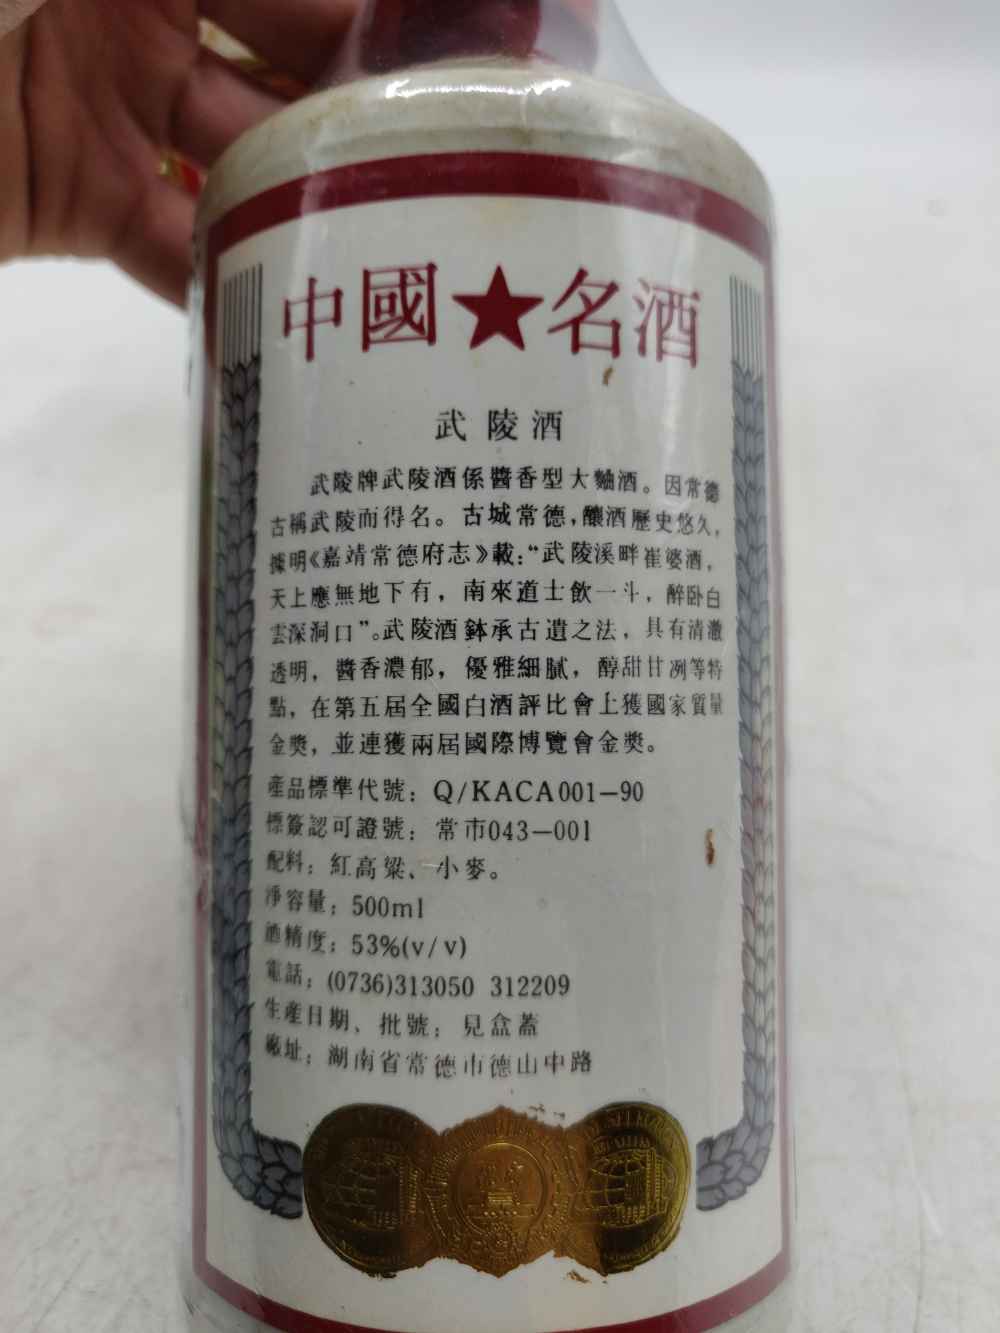 中國★名酒
武陵酒
武陵牌武陵酒係醬香型大麯酒。因常德
古稱武陵而得名。古城常德，釀酒歷史悠久，
據明《嘉靖常德府志》載：“武陵溪畔崔婆酒，
天上應無地下有，南來道士飲一斗，醉卧白
雲深洞口”。武陵酒鉢承古遺之法，具有清澈
透明，醬香濃郁，優雅細膩，醇甜甘冽等特
點，在第五屆全國白酒評比會上獲國家質量
金獎，並連獲兩屆國際博覽會金獎。
產品標準代號：Q/KACA001—90
標簽認可證號：常市043—001
配料：紅高粱、小麥。
淨容量：500ml
酒精度：53%(v/v)
電話：(0736)313050 312209
生產日期、批號：見盒蓋
廠址：湖南省常德市德山中路